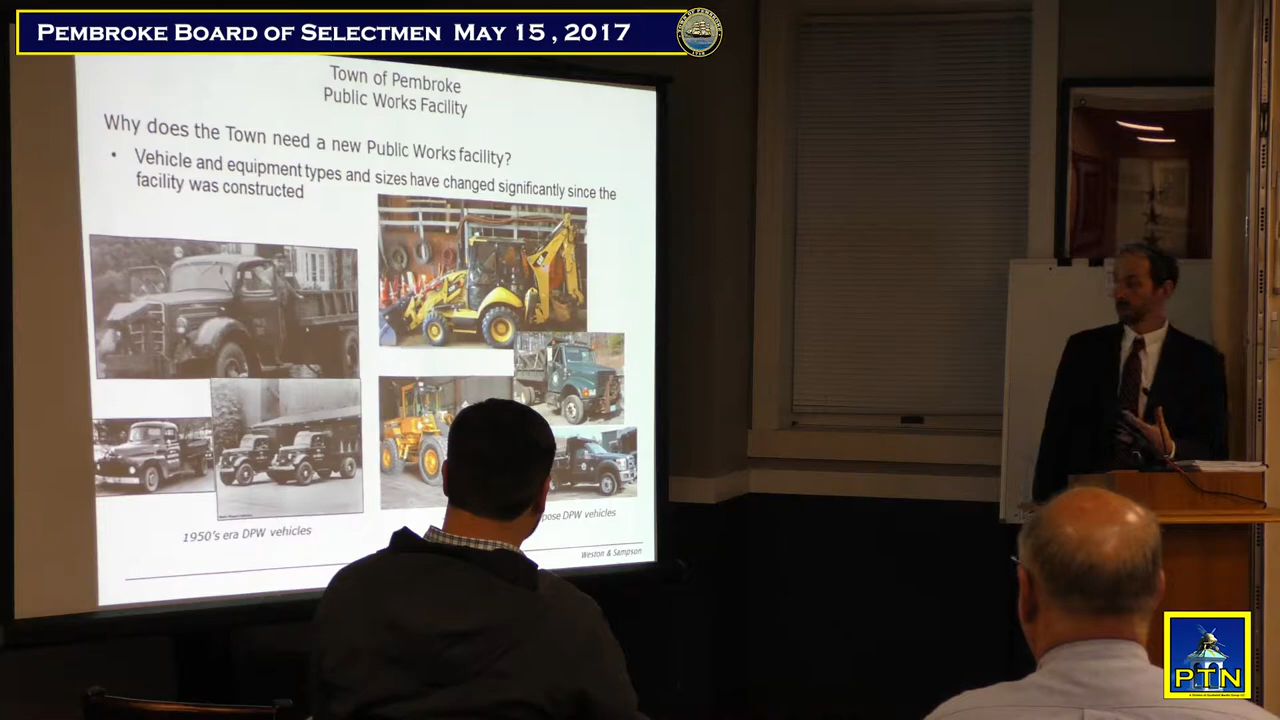 PEMBROKE BOARD OF SELECTMEN MAY 15, 2017
Town of Pembroke
Public Works Facility
Why does the Town need a new Public Works facility?
• Vehicle and equipment types and sizes have changed significantly since the
facility was constructed
1950's era DPW vehicles
DPW vehicles
Weston & Sampson
PTN